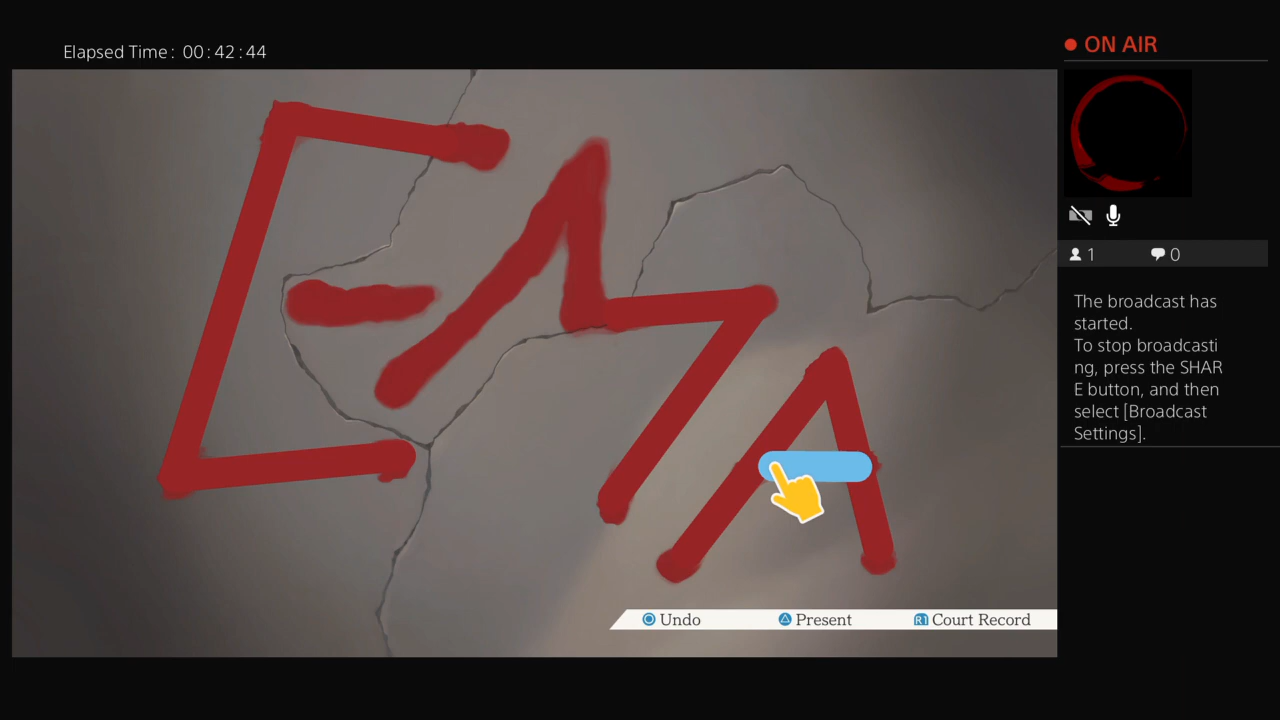 Elapsed Time: 00:42:44
ON AIR
1
0
The broadcast has
started.
To stop broadcasti
ng, press the SHAR
E button, and then
select [Broadcast
Settings].
EMA
Undo
Present
R1 Court Record